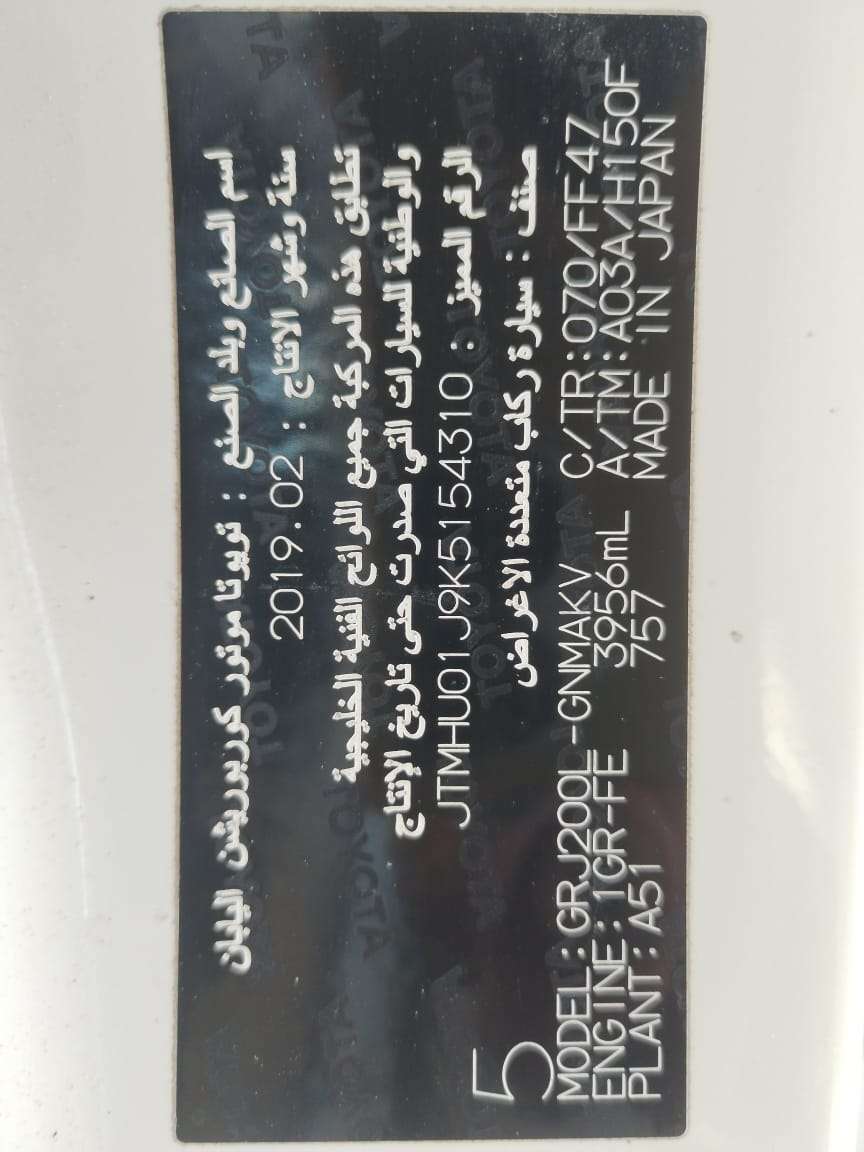 اسم الصانع وبلد الصنع : تويوتا موتور كوربوريشن اليابان
سنة وشهر الانتاج : 2019.02
تطابق هذه المركبة جميع اللوائح الفنية الخليجية
والوطنية للسيارات التي صدرت حتى تاريخ الإنتاج
الرقم المميز : JTMHU01J9K5154310
صنف : سيارة ركاب متعددة الاغراض
5
MODEL:GRJ200L-GNMAKV C/TR:070/FF47
ENGINE:1GR-FE 3956mL A/TM:A03A/H150F
PLANT:A51 757 MADE IN JAPAN